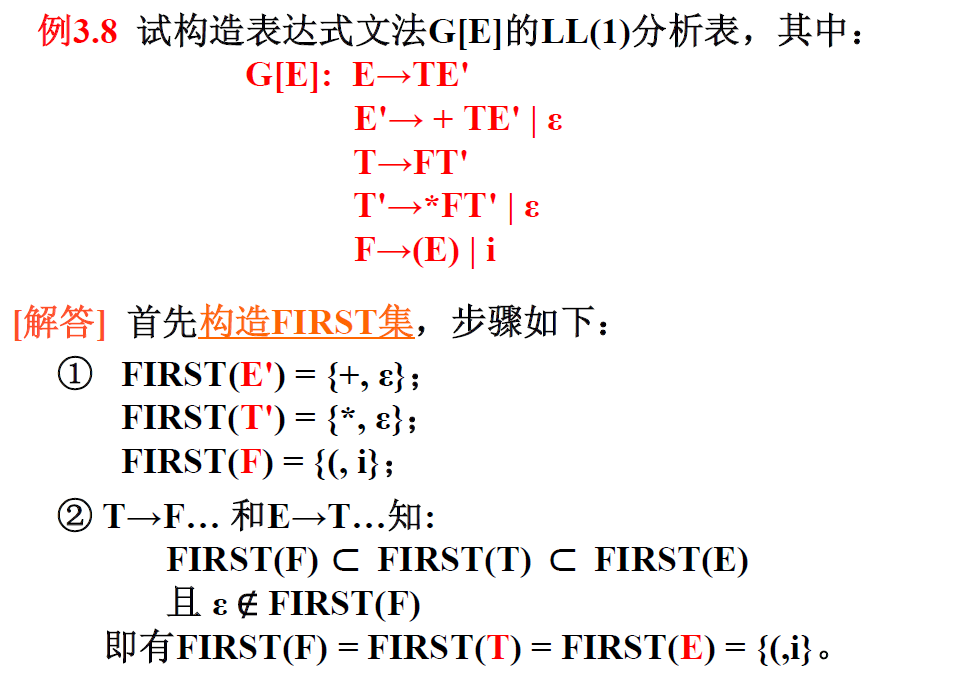 例3.8 试构造表达式文法G[E]的LL(1)分析表，其中：
G[E]: E→TE'
E'→ + TE' | ε
T→FT'
T'→*FT' | ε
F→(E) | i
[解答] 首先构造FIRST集，步骤如下：
① FIRST(E') = {+, ε}；
FIRST(T') = {*, ε}；
FIRST(F) = {(, i}；
② T→F… 和E→T…知:
FIRST(F) ⊂ FIRST(T) ⊂ FIRST(E)
且 ε ∉ FIRST(F)
即有FIRST(F) = FIRST(T) = FIRST(E) = {(,i}。